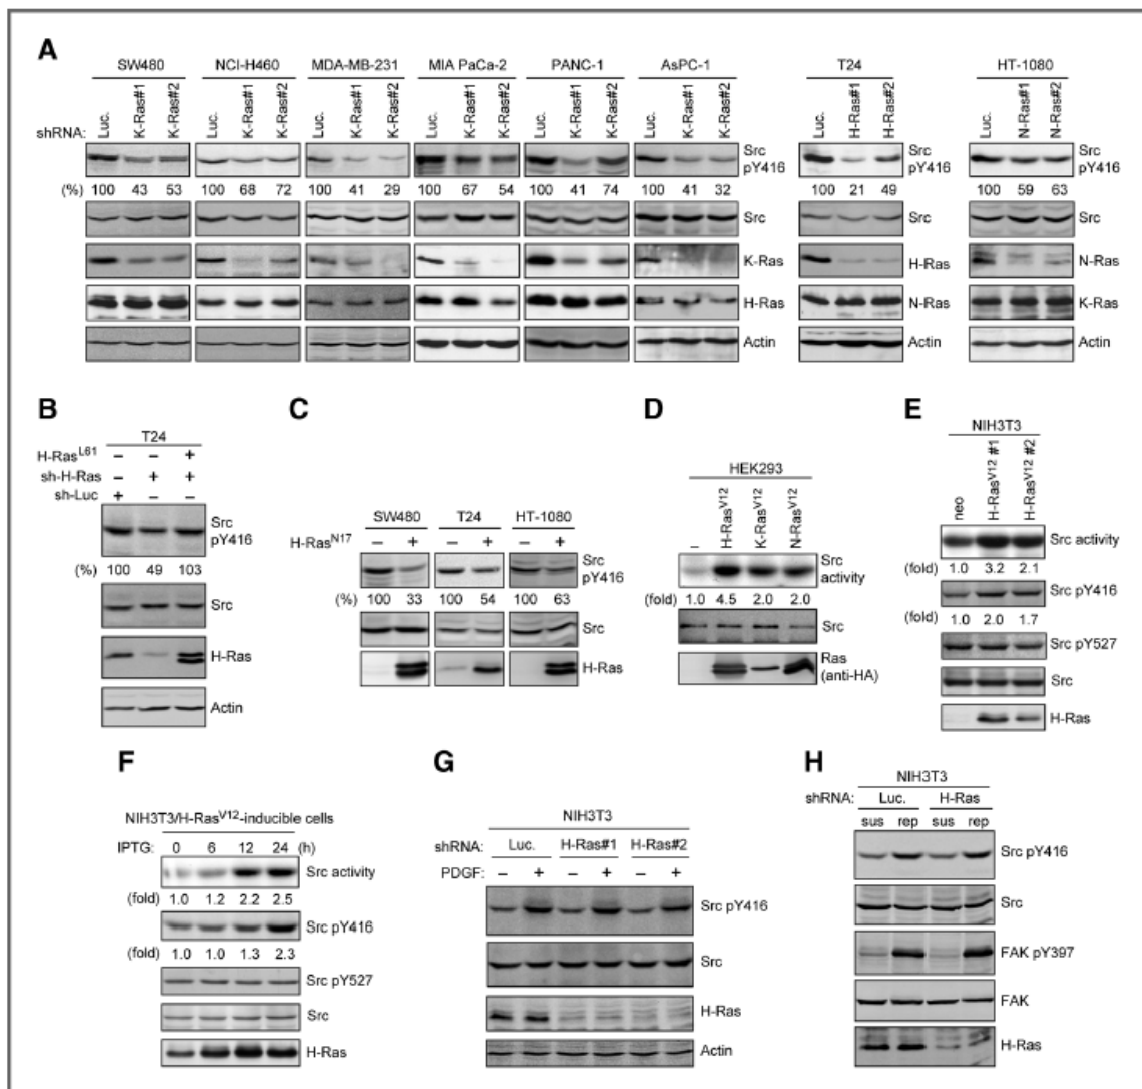 A
SW480 NCI-H460 MDA-MB-231 MIA PaCa-2 PANC-1 AsPC-1 T24 HT-1080
shRNA: Luc. K-Ras#1 K-Ras#2 Luc. K-Ras#1 K-Ras#2 Luc. K-Ras#1 K-Ras#2 Luc. K-Ras#1 K-Ras#2 Luc. K-Ras#1 K-Ras#2 Luc. K-Ras#1 K-Ras#2 Luc. H-Ras#1 H-Ras#2 Luc. N-Ras#1 N-Ras#2
Src pY416 Src pY416 Src pY416
(%) 100 43 53 100 68 72 100 41 29 100 67 54 100 41 74 100 41 32 100 21 49 100 59 63
Src Src Src
K-Ras H-IRas N-Ras
H-Ras N-IRas K-Ras
Actin Actin Actin
B
T24
H-Ras^L61 – – +
sh-H-Ras – + +
sh-Luc + – –
Src pY416
(%) 100 49 103
Src
H-Ras
Actin
C
SW480 T24 HT-1080
H-Ras^N17 – + – + – +
Src pY416
(%) 100 33 100 54 100 63
Src
H-Ras
D
HEK293
– H-Ras^V12 K-Ras^V12 N-Ras^V12
Src activity
(fold) 1.0 4.5 2.0 2.0
Src
Ras (anti-HA)
E
NIH3T3
neo H-Ras^V12 #1 H-Ras^V12 #2
Src activity
(fold) 1.0 3.2 2.1
Src pY416
(fold) 1.0 2.0 1.7
Src pY527
Src
H-Ras
F
NIH3T3/H-Ras^V12-inducible cells
IPTG: 0 6 12 24 (h)
Src activity
(fold) 1.0 1.2 2.2 2.5
Src pY416
(fold) 1.0 1.0 1.3 2.3
Src pY527
Src
H-Ras
G
NIH3T3
shRNA: Luc. H-Ras#1 H-Ras#2
PDGF: – + – + – +
Src pY416
Src
H-Ras
Actin
H
NIH3T3
shRNA: Luc. H-Ras
sus rep sus rep
Src pY416
Src
FAK pY397
FAK
H-Ras